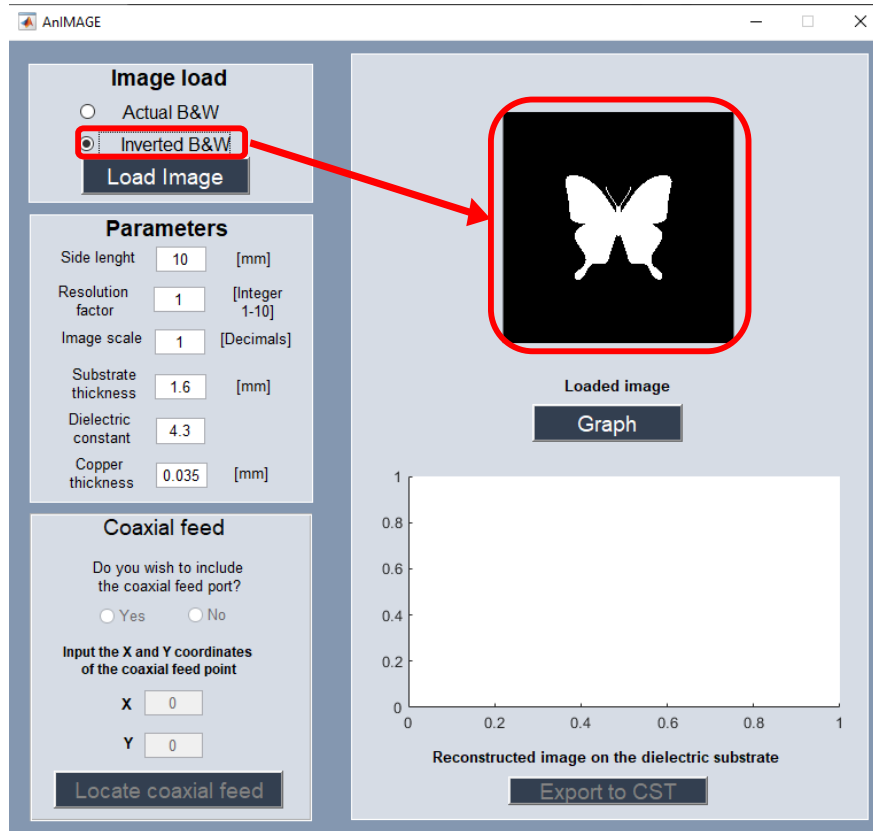 AnIMAGE
Image load
Actual B&W
Inverted B&W
Load Image
Parameters
Side lenght 10 [mm]
Resolution
factor
1
[Integer
1-10]
Image scale 1 [Decimals]
Substrate
thickness
1.6
[mm]
Dielectric
constant
4.3
Copper
thickness
0.035
[mm]
Coaxial feed
Do you wish to include
the coaxial feed port?
Yes No
Input the X and Y coordinates
of the coaxial feed point
X 0
Y 0
Locate coaxial feed
Loaded image
Graph
1
0.8
0.6
0.4
0.2
0
0 0.2 0.4 0.6 0.8 1
Reconstructed image on the dielectric substrate
Export to CST